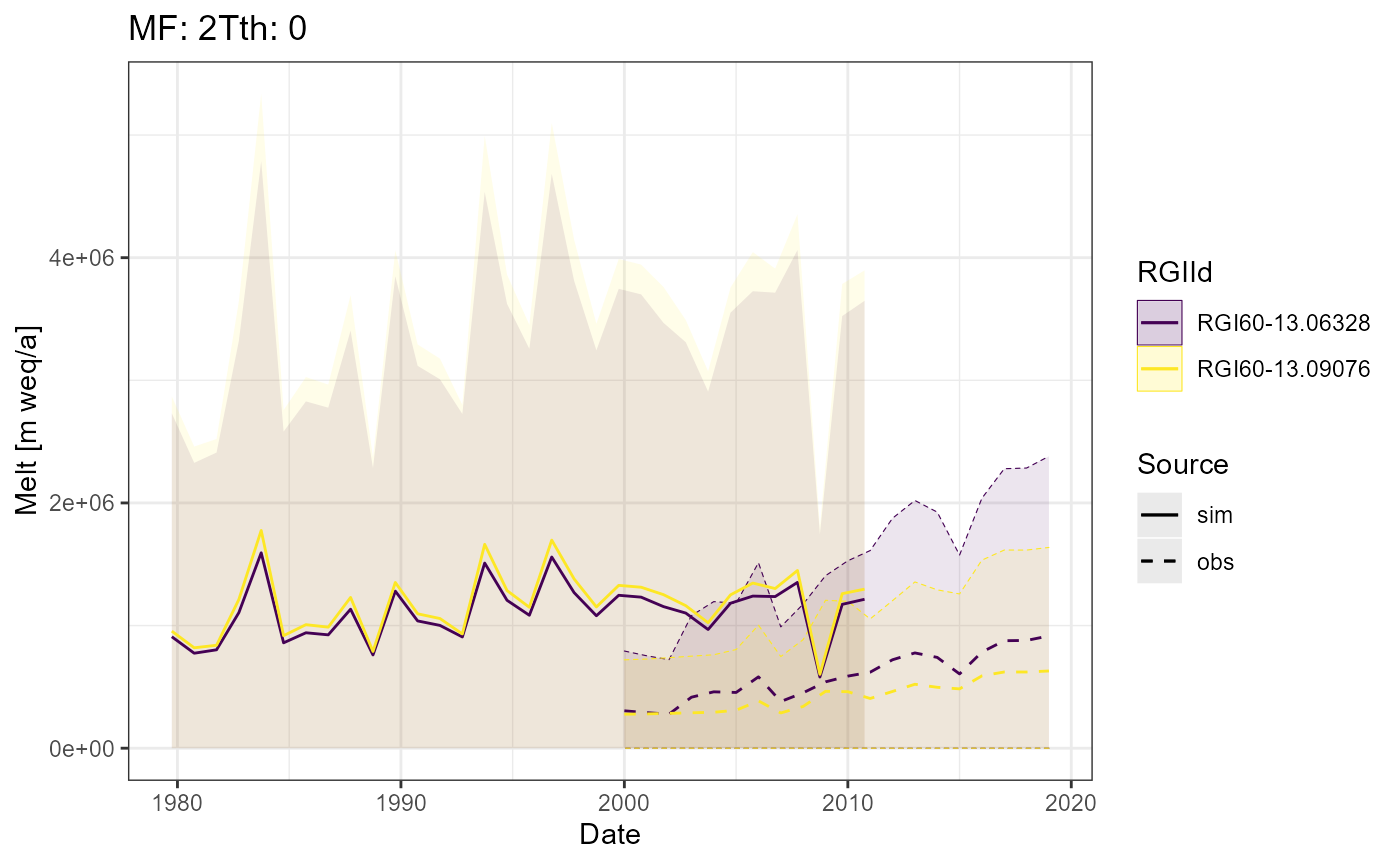 MF: 2Tth: 0
Melt [m weq/a]
4e+06
2e+06
0e+00
1980
1990
2000
2010
2020
Date
RGIId
RGI60-13.06328
RGI60-13.09076
Source
sim
obs